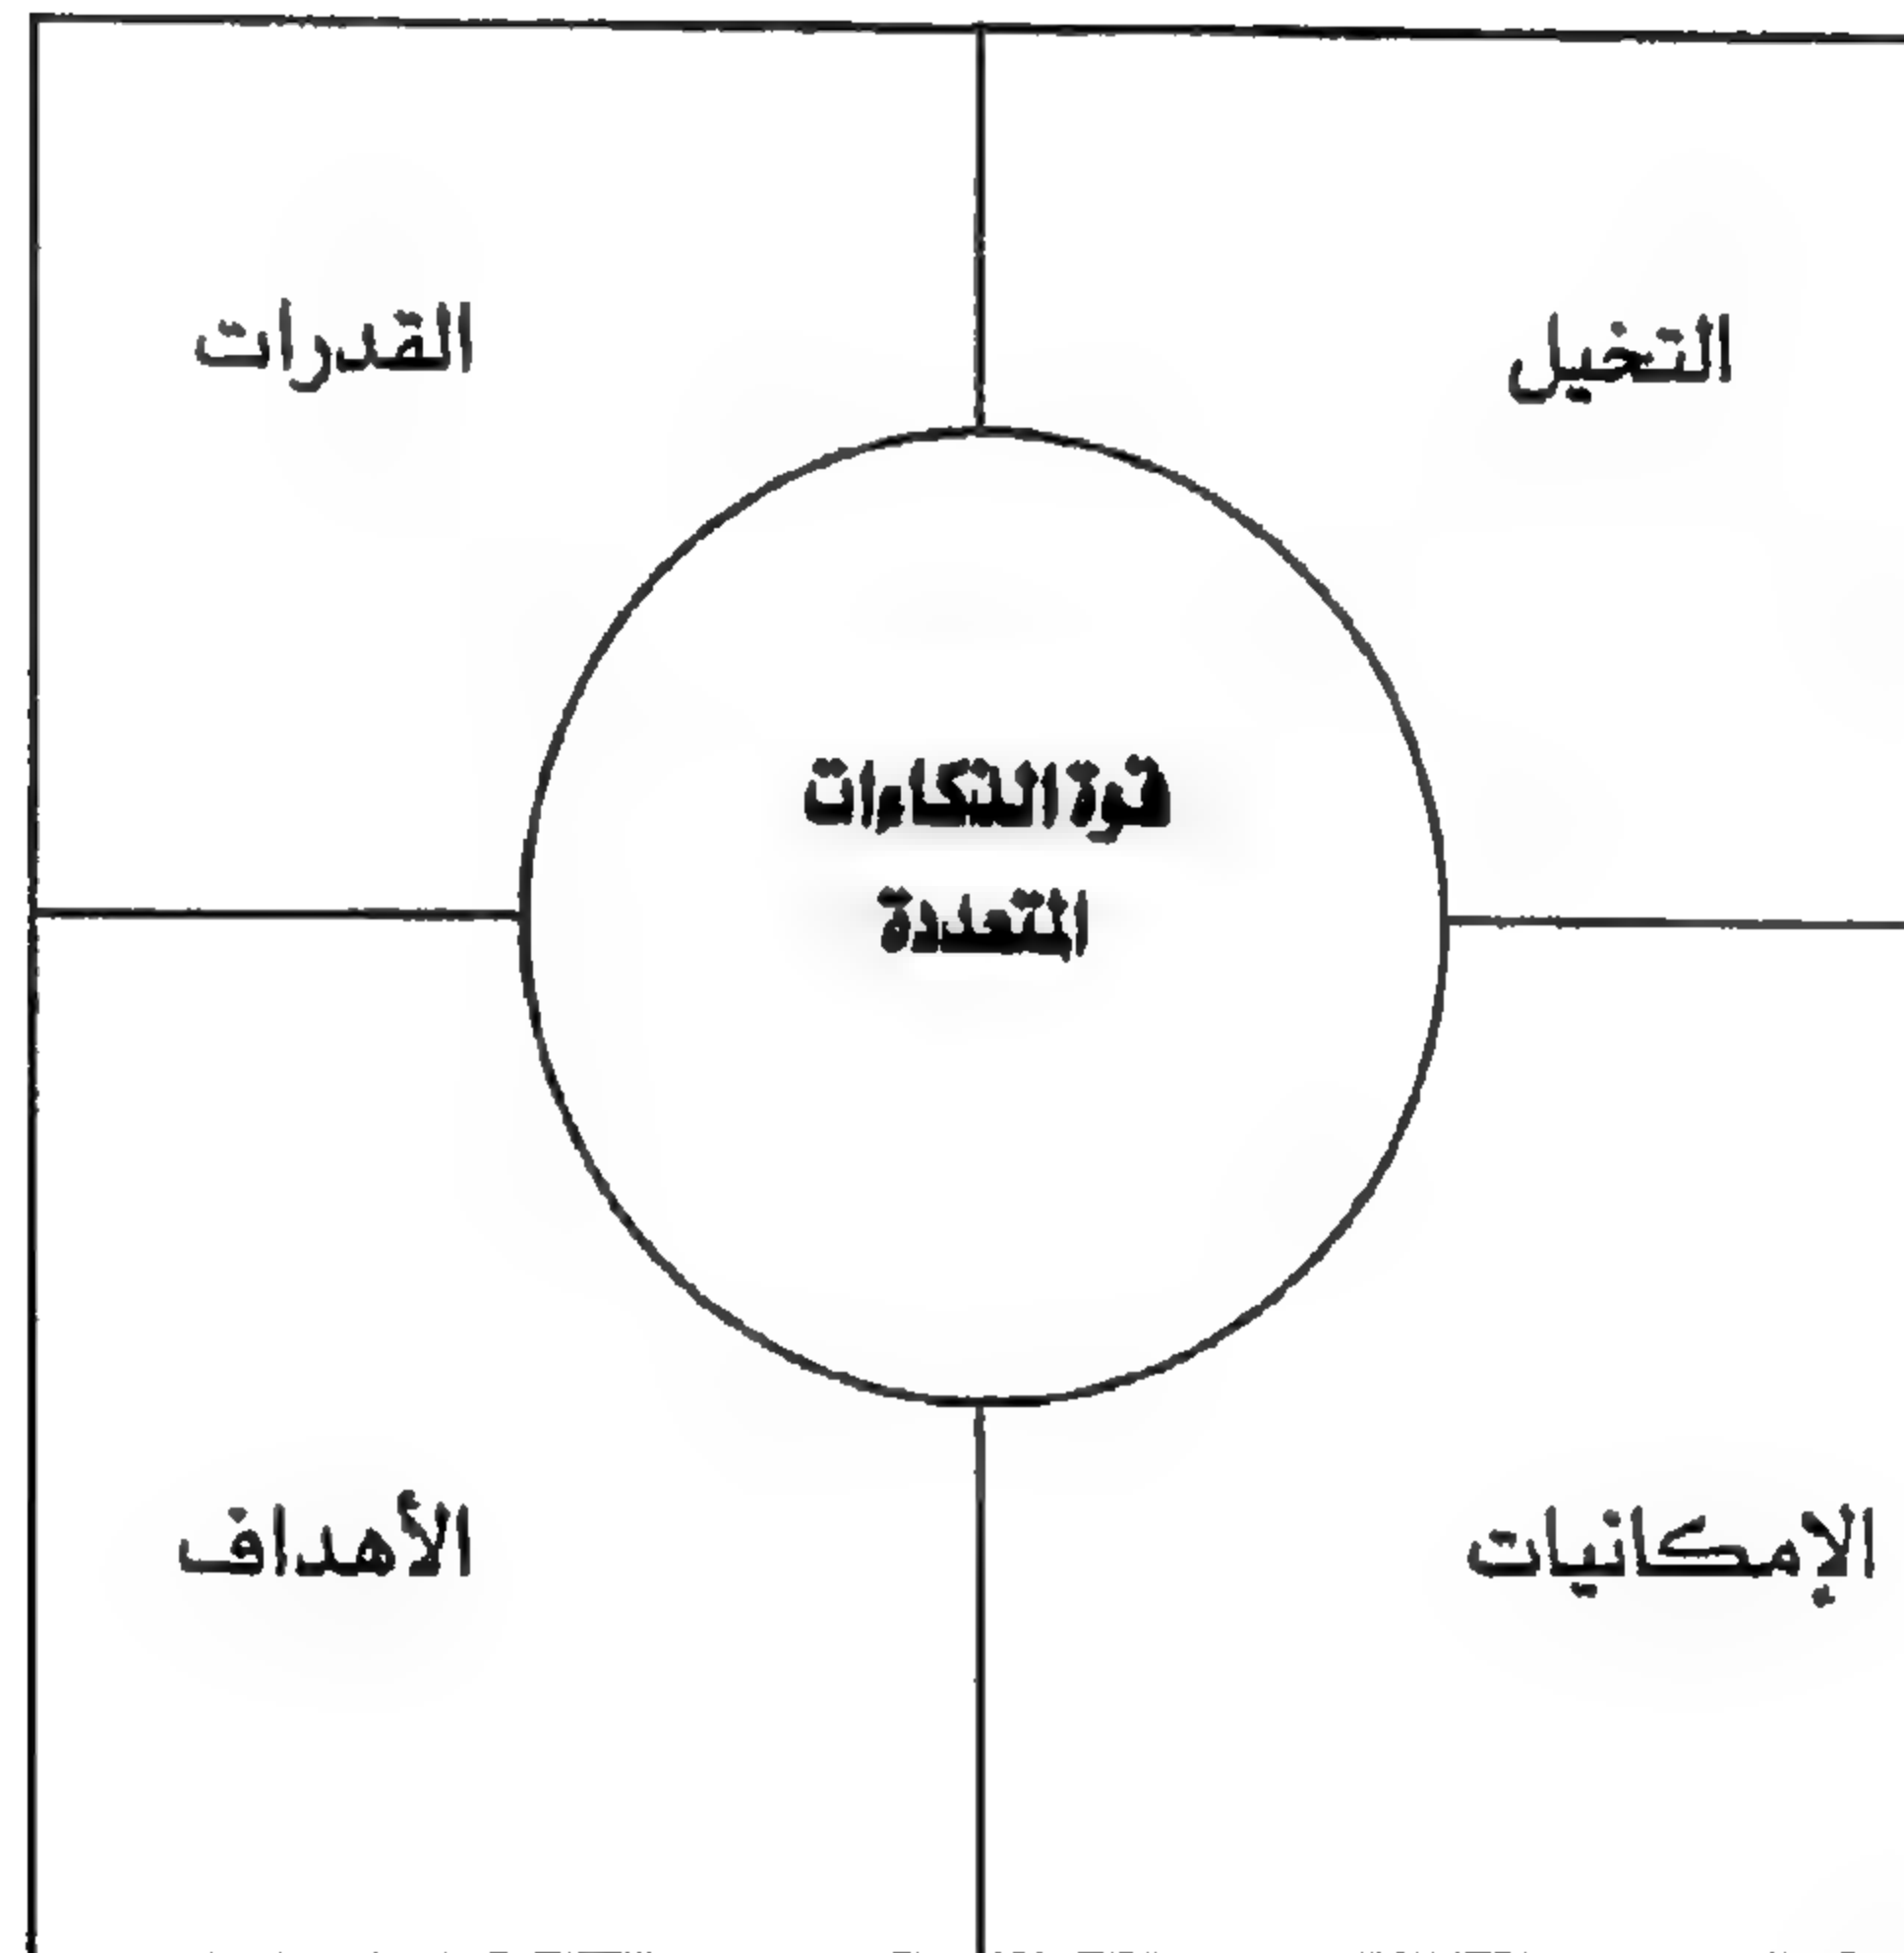 التخيل
القدرات
قوة الذكاءات
المتعددة
الإمكانيات
الأهداف